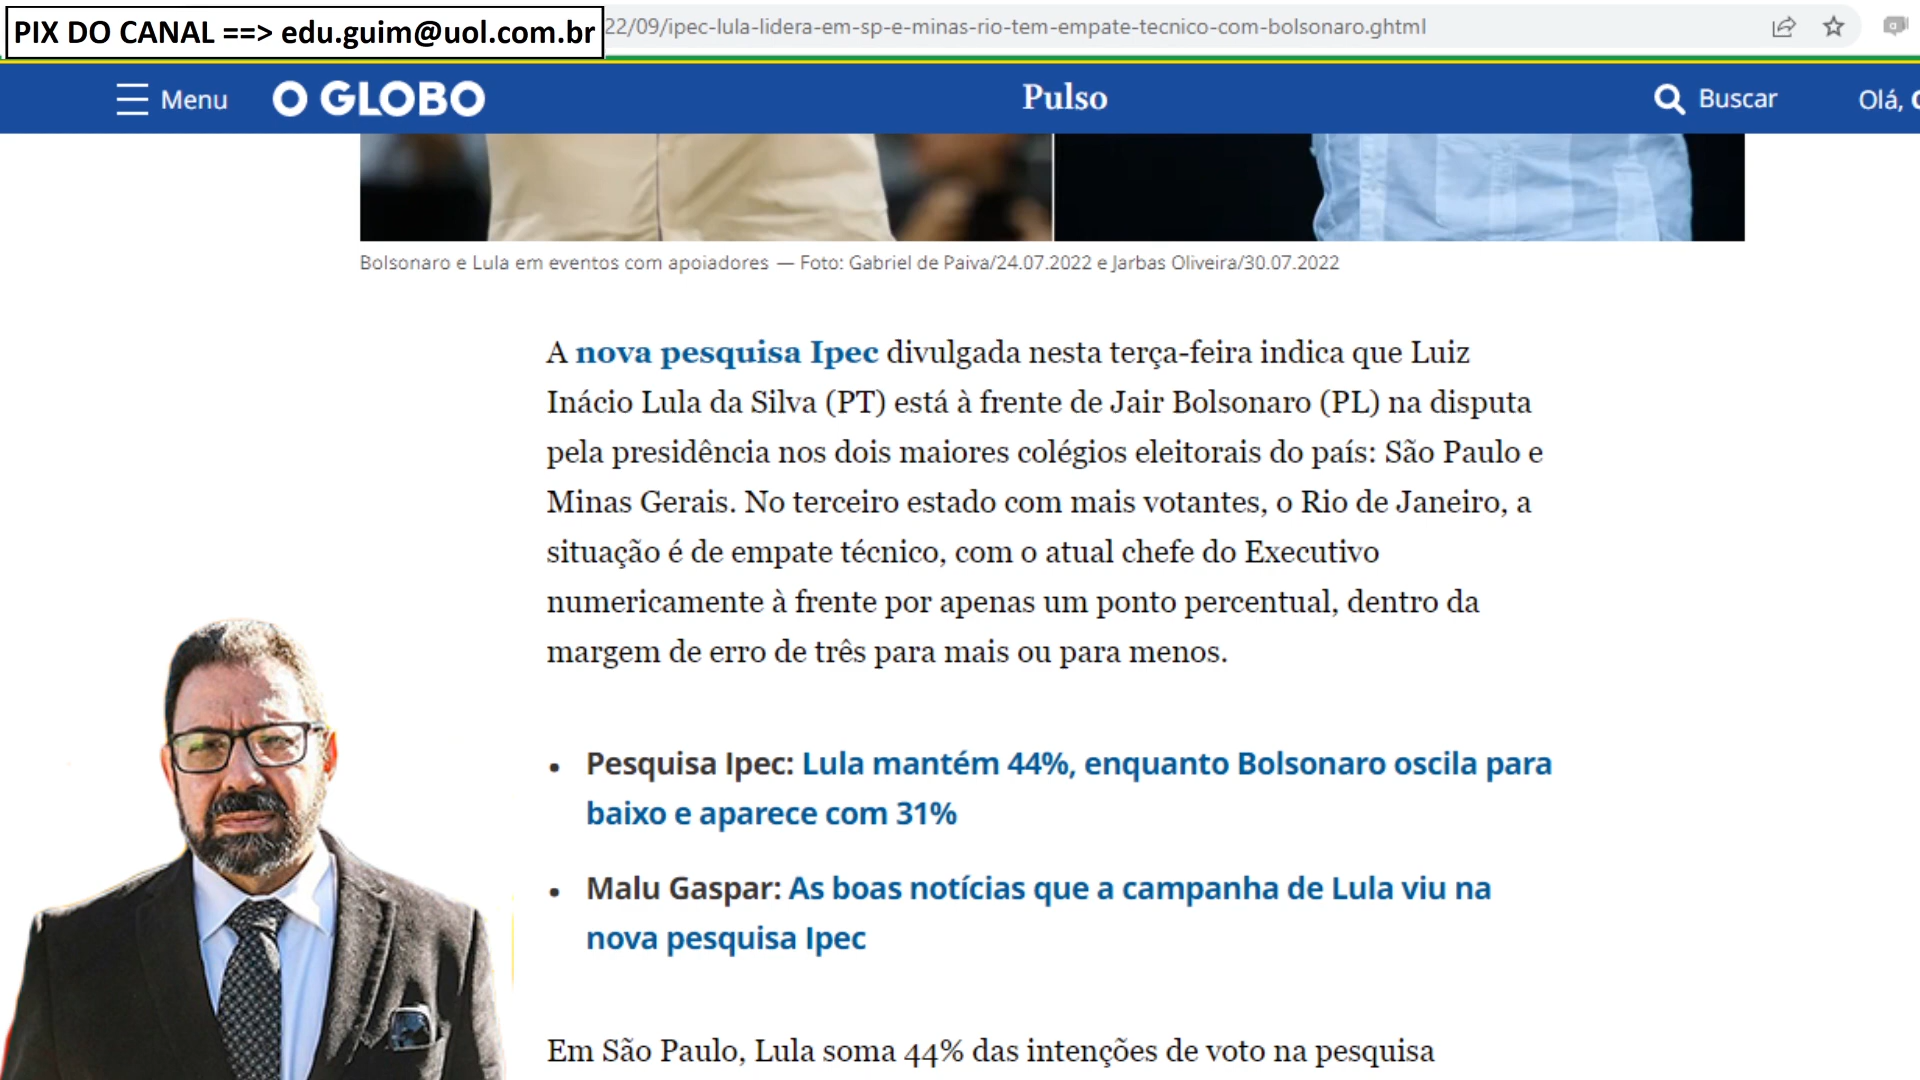 PIX DO CANAL ==> edu.guim@uol.com.br
22/09/ipec-lula-lidera-em-sp-e-minas-rio-tem-empate-tecnico-com-bolsonaro.ghtml
Menu
O GLOBO
Pulso
Buscar
Olá,
Bolsonaro e Lula em eventos com apoiadores — Foto: Gabriel de Paiva/24.07.2022 e Jarbas Oliveira/30.07.2022
A nova pesquisa Ipec divulgada nesta terça-feira indica que Luiz
Inácio Lula da Silva (PT) está à frente de Jair Bolsonaro (PL) na disputa
pela presidência nos dois maiores colégios eleitorais do país: São Paulo e
Minas Gerais. No terceiro estado com mais votantes, o Rio de Janeiro, a
situação é de empate técnico, com o atual chefe do Executivo
numericamente à frente por apenas um ponto percentual, dentro da
margem de erro de três para mais ou para menos.
• Pesquisa Ipec: Lula mantém 44%, enquanto Bolsonaro oscila para
baixo e aparece com 31%
• Malu Gaspar: As boas notícias que a campanha de Lula viu na
nova pesquisa Ipec
Em São Paulo, Lula soma 44% das intenções de voto na pesquisa